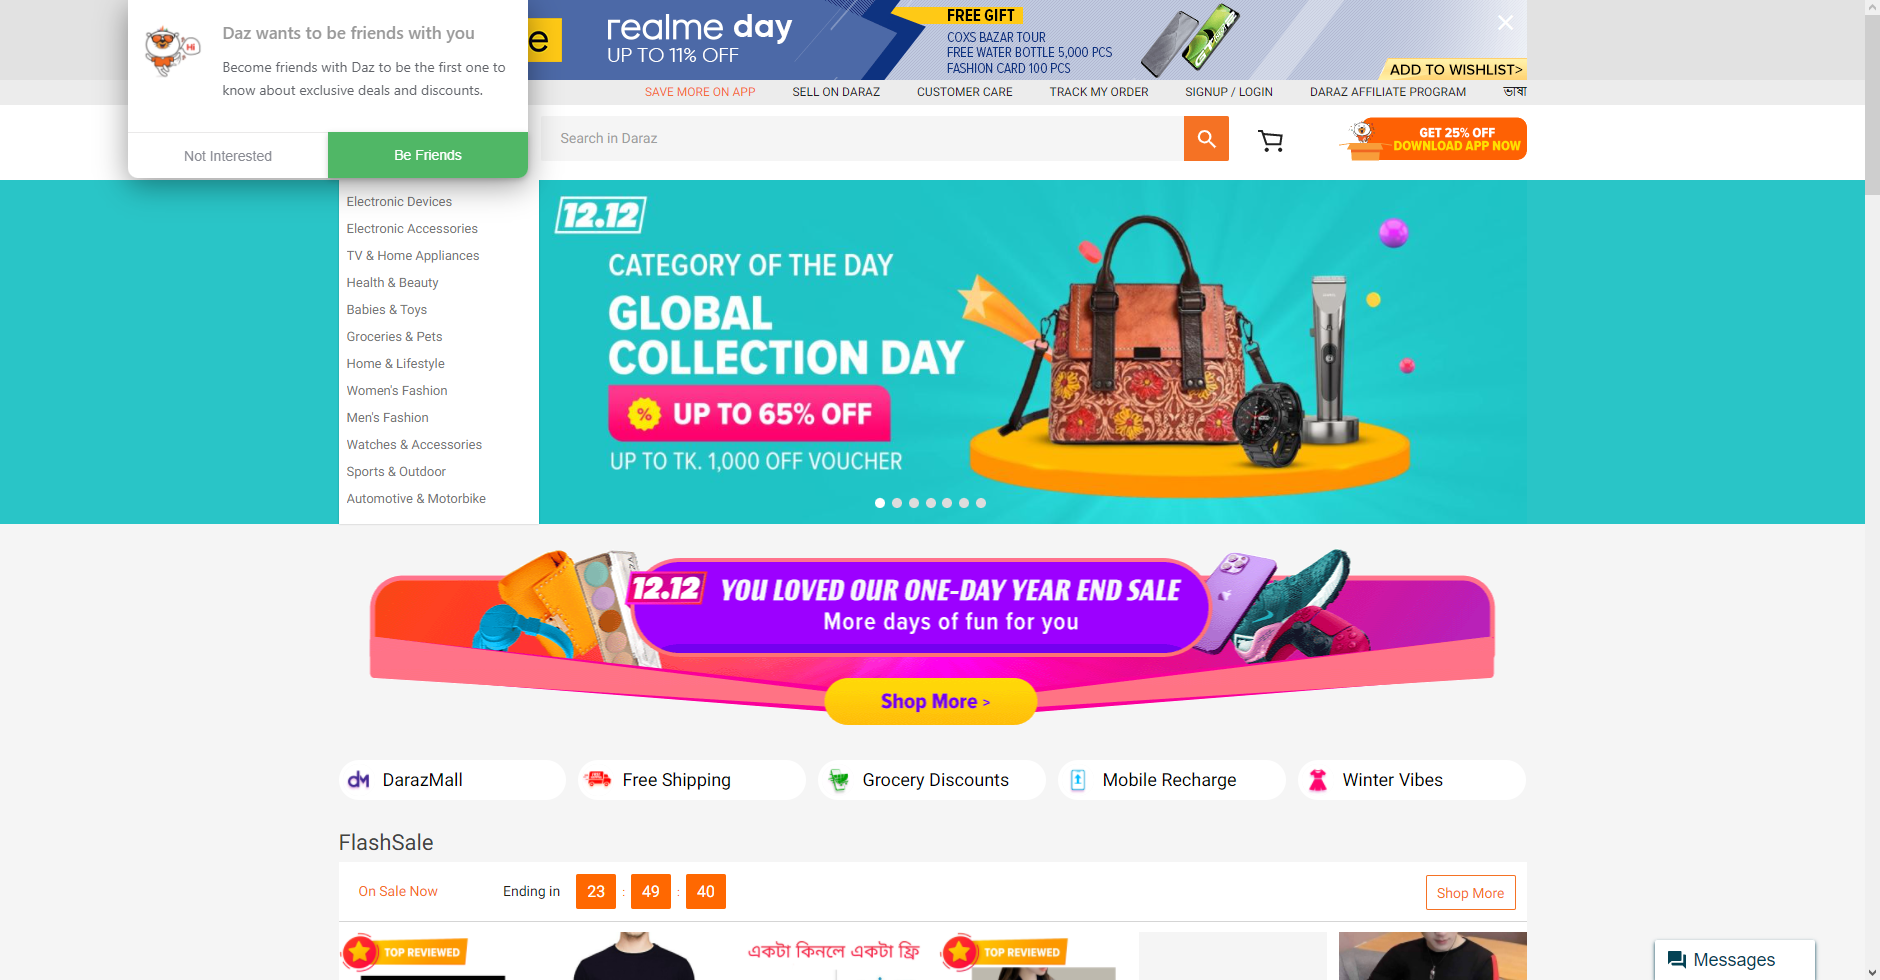 Daz wants to be friends with you
Become friends with Daz to be the first one to
know about exclusive deals and discounts.
Not Interested
Be Friends
e
realme day
UP TO 11% OFF
FREE GIFT
COXS BAZAR TOUR
FREE WATER BOTTLE 5,000 PCS
FASHION CARD 100 PCS
ADD TO WISHLIST>
SAVE MORE ON APP
SELL ON DARAZ
CUSTOMER CARE
TRACK MY ORDER
SIGNUP / LOGIN
DARAZ AFFILIATE PROGRAM
ভাষা
Search in Daraz
GET 25% OFF
DOWNLOAD APP NOW
Electronic Devices
Electronic Accessories
TV & Home Appliances
Health & Beauty
Babies & Toys
Groceries & Pets
Home & Lifestyle
Women's Fashion
Men's Fashion
Watches & Accessories
Sports & Outdoor
Automotive & Motorbike
12.12
CATEGORY OF THE DAY
GLOBAL
COLLECTION DAY
% UP TO 65% OFF
UP TO TK. 1,000 OFF VOUCHER
12.12 YOU LOVED OUR ONE-DAY YEAR END SALE
More days of fun for you
Shop More >
DarazMall
Free Shipping
Grocery Discounts
Mobile Recharge
Winter Vibes
FlashSale
On Sale Now
Ending in 23 : 49 : 40
Shop More
TOP REVIEWED
একটা কিনলে একটা ফ্রি
TOP REVIEWED
Messages